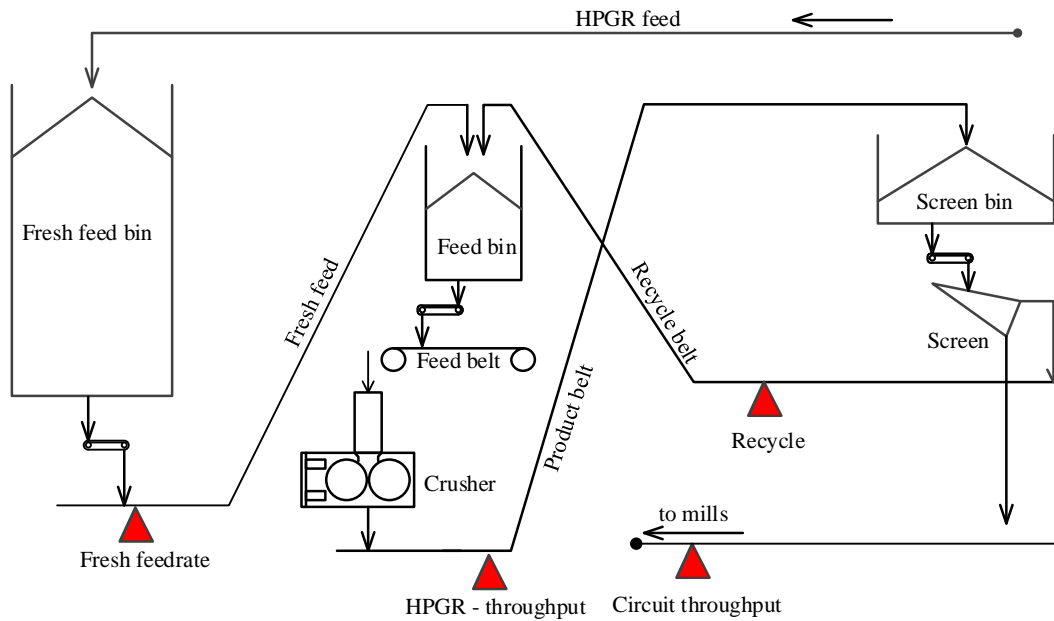 HPGR feed
Fresh feed bin
Fresh feed
Feed bin
Feed belt
Crusher
Product belt
Recycle belt
Screen bin
Screen
Recycle
to mills
Fresh feedrate
HPGR - throughput
Circuit throughput